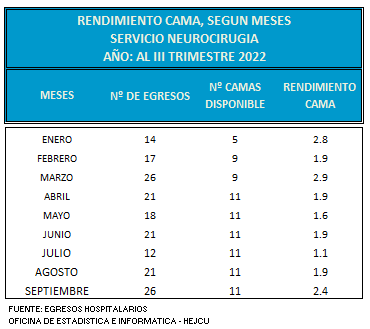 RENDIMIENTO CAMA, SEGUN MESES
SERVICIO NEUROCIRUGIA
AÑO: AL III TRIMESTRE 2022
MESES Nº DE EGRESOS Nº CAMAS DISPONIBLE RENDIMIENTO CAMA
ENERO 14 5 2.8
FEBRERO 17 9 1.9
MARZO 26 9 2.9
ABRIL 21 11 1.9
MAYO 18 11 1.6
JUNIO 21 11 1.9
JULIO 12 11 1.1
AGOSTO 21 11 1.9
SEPTIEMBRE 26 11 2.4
FUENTE: EGRESOS HOSPITALARIOS
OFICINA DE ESTADISTICA E INFORMATICA - HEJCU